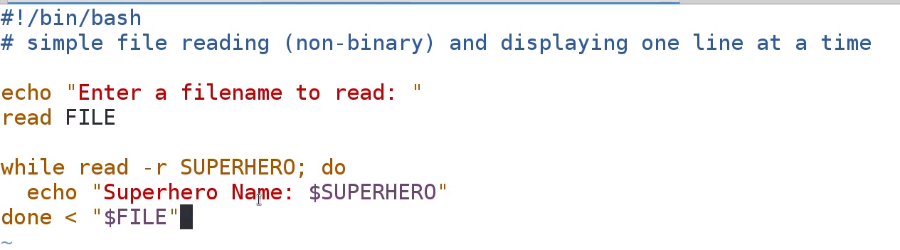 #!/bin/bash
# simple file reading (non-binary) and displaying one line at a time
echo "Enter a filename to read: "
read FILE
while read -r SUPERHERO; do
  echo "Superhero Name: $SUPERHERO"
done < "$FILE"
~